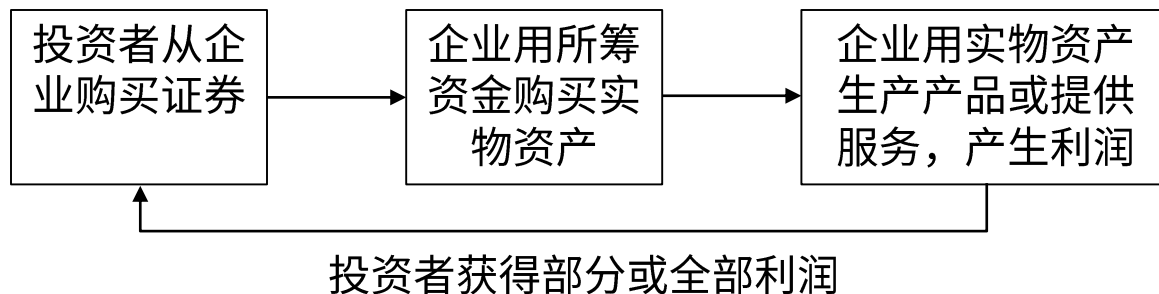 投资者从企
业购买证券
企业用所筹
资金购买实
物资产
企业用实物资产
生产产品或提供
服务，产生利润
投资者获得部分或全部利润